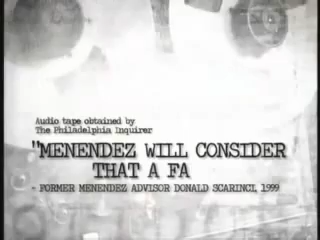 Audio tape obtained by
The Philadelphia Inquirer
"MENENDEZ WILL CONSIDER
THAT A FA
- FORMER MENENDEZ ADVISOR DONALD SCARINCI, 1999